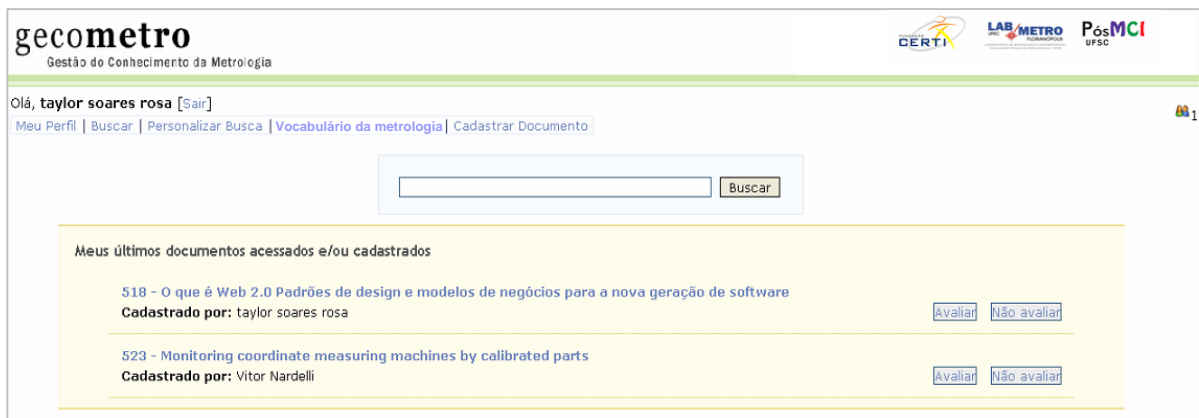 gecometro
Gestão do Conhecimento da Metrologia
CERTI
LABMETRO
UFSC
FLORIANÓPOLIS
PósMCI
UFSC
Olá, taylor soares rosa [Sair]
Meu Perfil | Buscar | Personalizar Busca | Vocabulário da metrologia | Cadastrar Documento
1
Buscar
Meus últimos documentos acessados e/ou cadastrados
518 - O que é Web 2.0 Padrões de design e modelos de negócios para a nova geração de software
Cadastrado por: taylor soares rosa
Avaliar Não avaliar
523 - Monitoring coordinate measuring machines by calibrated parts
Cadastrado por: Vitor Nardelli
Avaliar Não avaliar